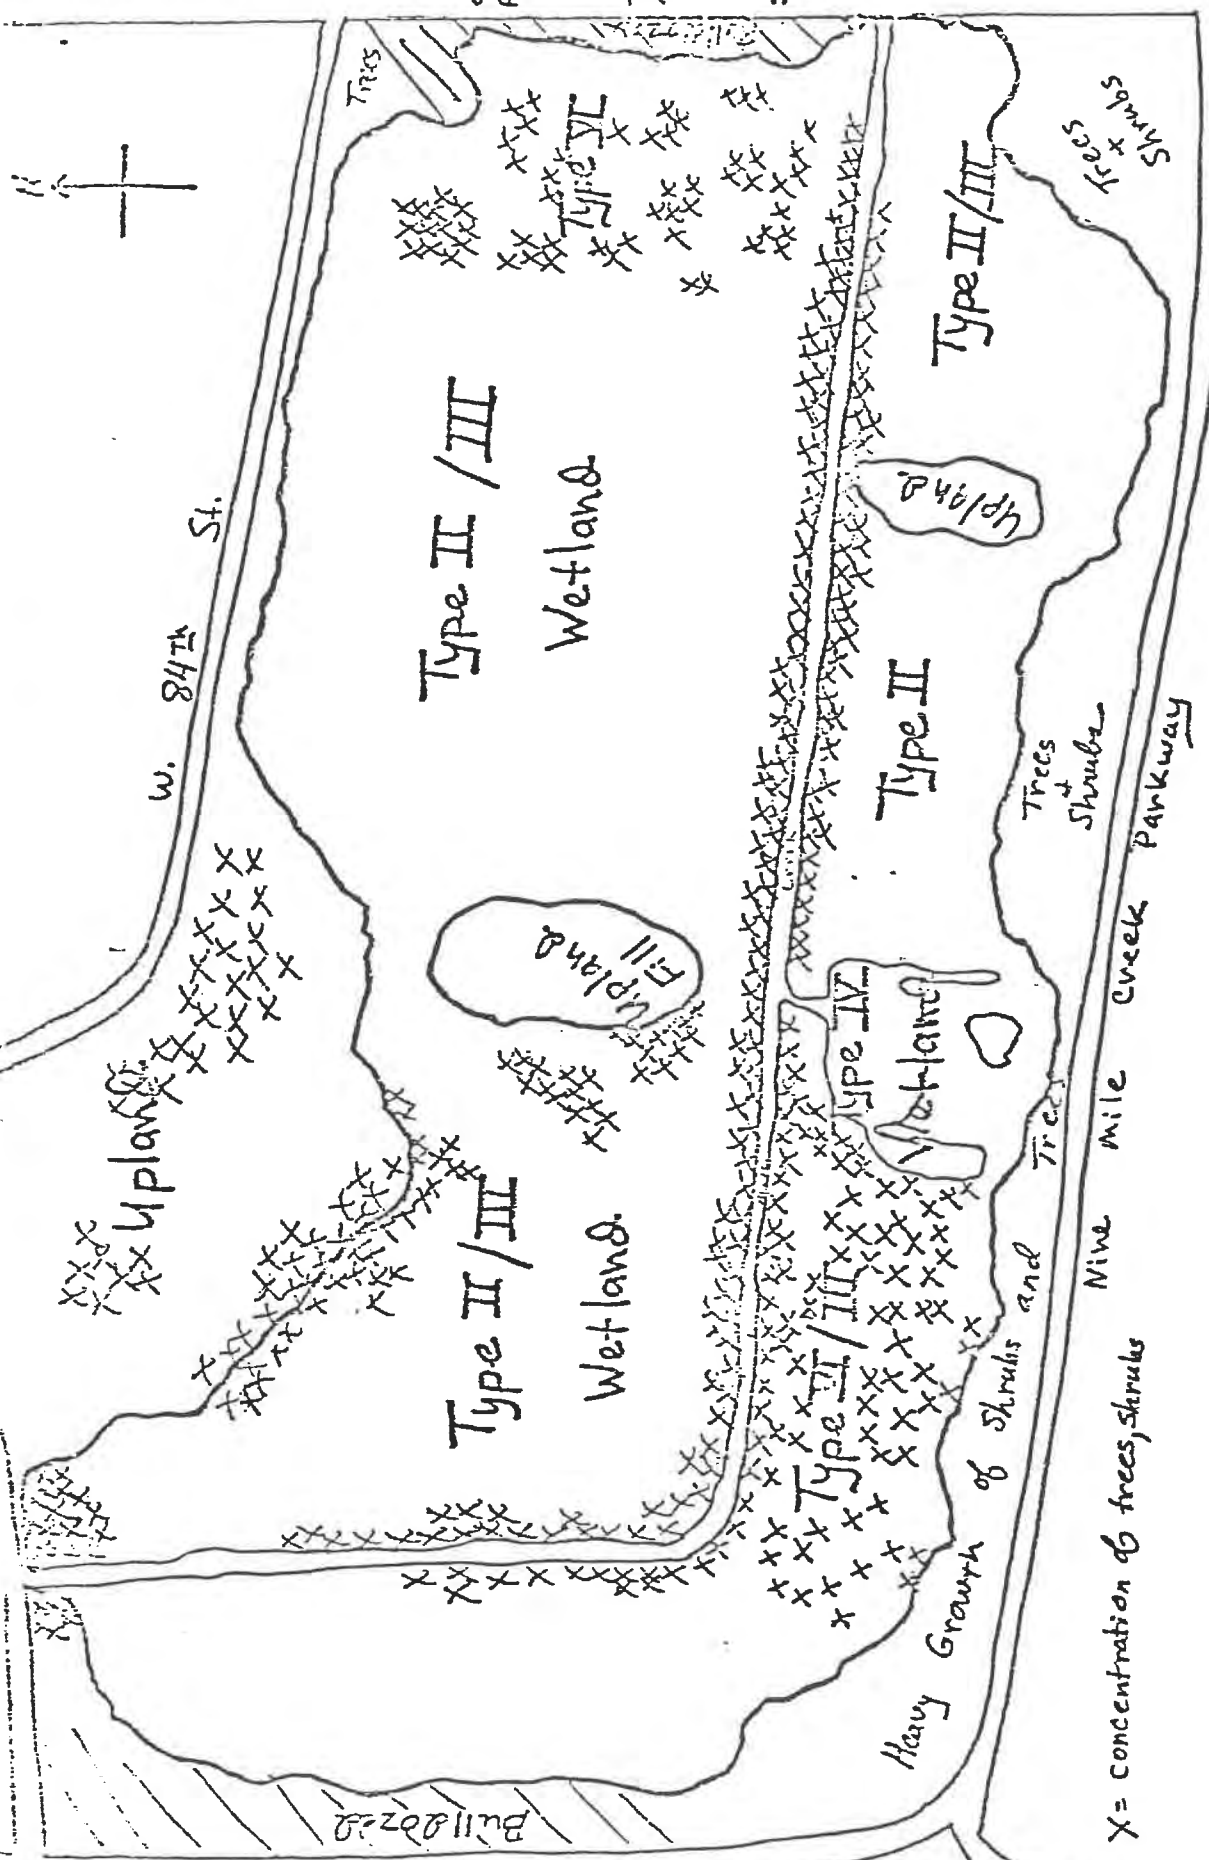 N
W. 84TH St.
Trees
Upland
Type VI
Type II / III
Wetland
Upland
Fill
Type II / III
Wetland
Trees
&
Shrubs
Type II/III
Upland
Type II
Type IV
Wetland
Type VI / III
Trees
+
Shrubs
Heavy Growth of Shrubs and Trees
Nine Mile Creek Parkway
Bulldozed
X = concentration of trees, shrubs